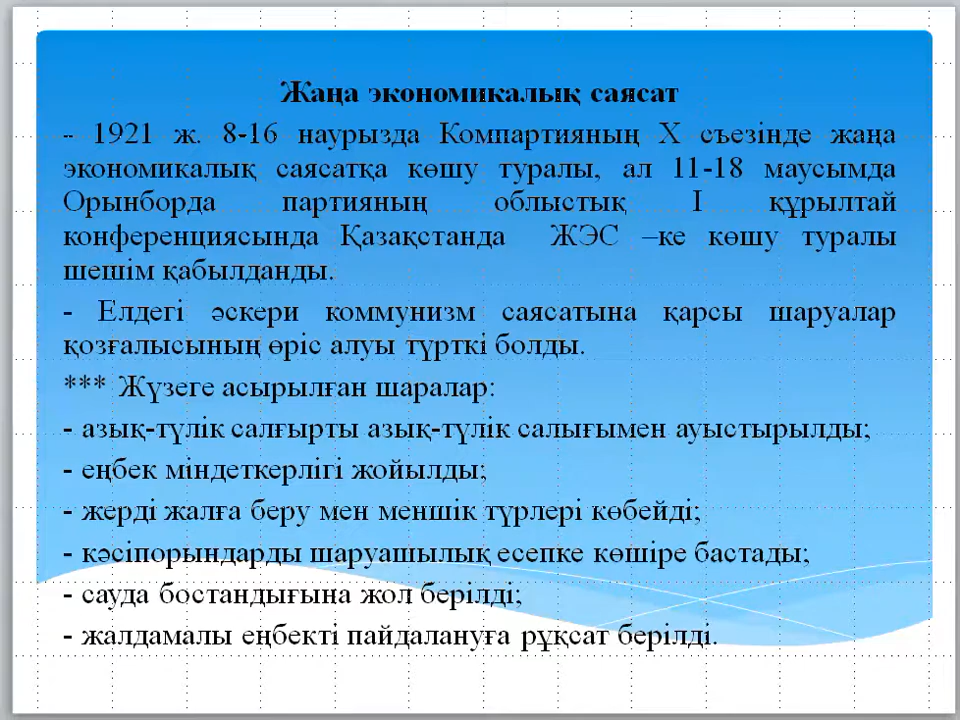 Жаңа экономикалық саясат
- 1921 ж. 8-16 наурызда Компартияның X съезінде жаңа
экономикалық саясатқа көшу туралы, ал 11-18 маусымда
Орынборда партияның облыстық I құрылтай
конференциясында Қазақстанда ЖЭС –ке көшу туралы
шешім қабылданды.
- Елдегі әскери коммунизм саясатына қарсы шаруалар
қозғалысының өріс алуы түрткі болды.
*** Жүзеге асырылған шаралар:
- азық-түлік салғырты азық-түлік салығымен ауыстырылды;
- еңбек міндеткерлігі жойылды;
- жерді жалға беру мен меншік түрлері көбейді;
- кәсіпорындарды шаруашылық есепке көшіре бастады;
- сауда бостандығына жол берілді;
- жалдамалы еңбекті пайдалануға рұқсат берілді.